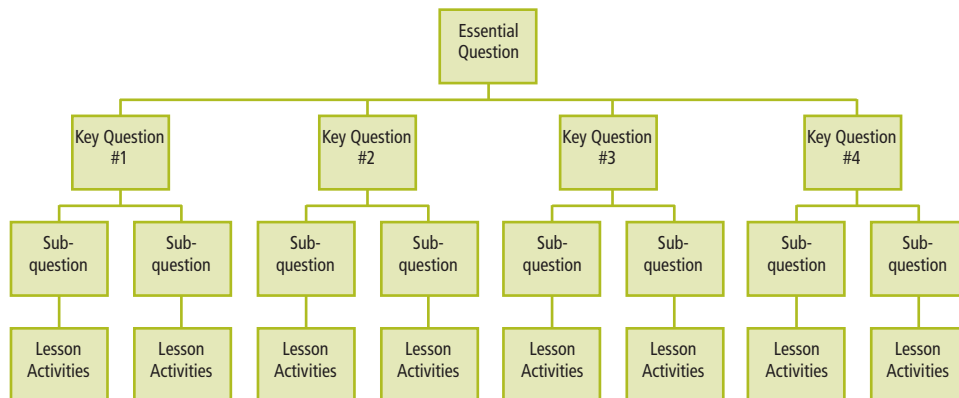 Essential
Question
Key Question
#1
Key Question
#2
Key Question
#3
Key Question
#4
Sub-
question
Sub-
question
Sub-
question
Sub-
question
Sub-
question
Sub-
question
Sub-
question
Sub-
question
Lesson
Activities
Lesson
Activities
Lesson
Activities
Lesson
Activities
Lesson
Activities
Lesson
Activities
Lesson
Activities
Lesson
Activities